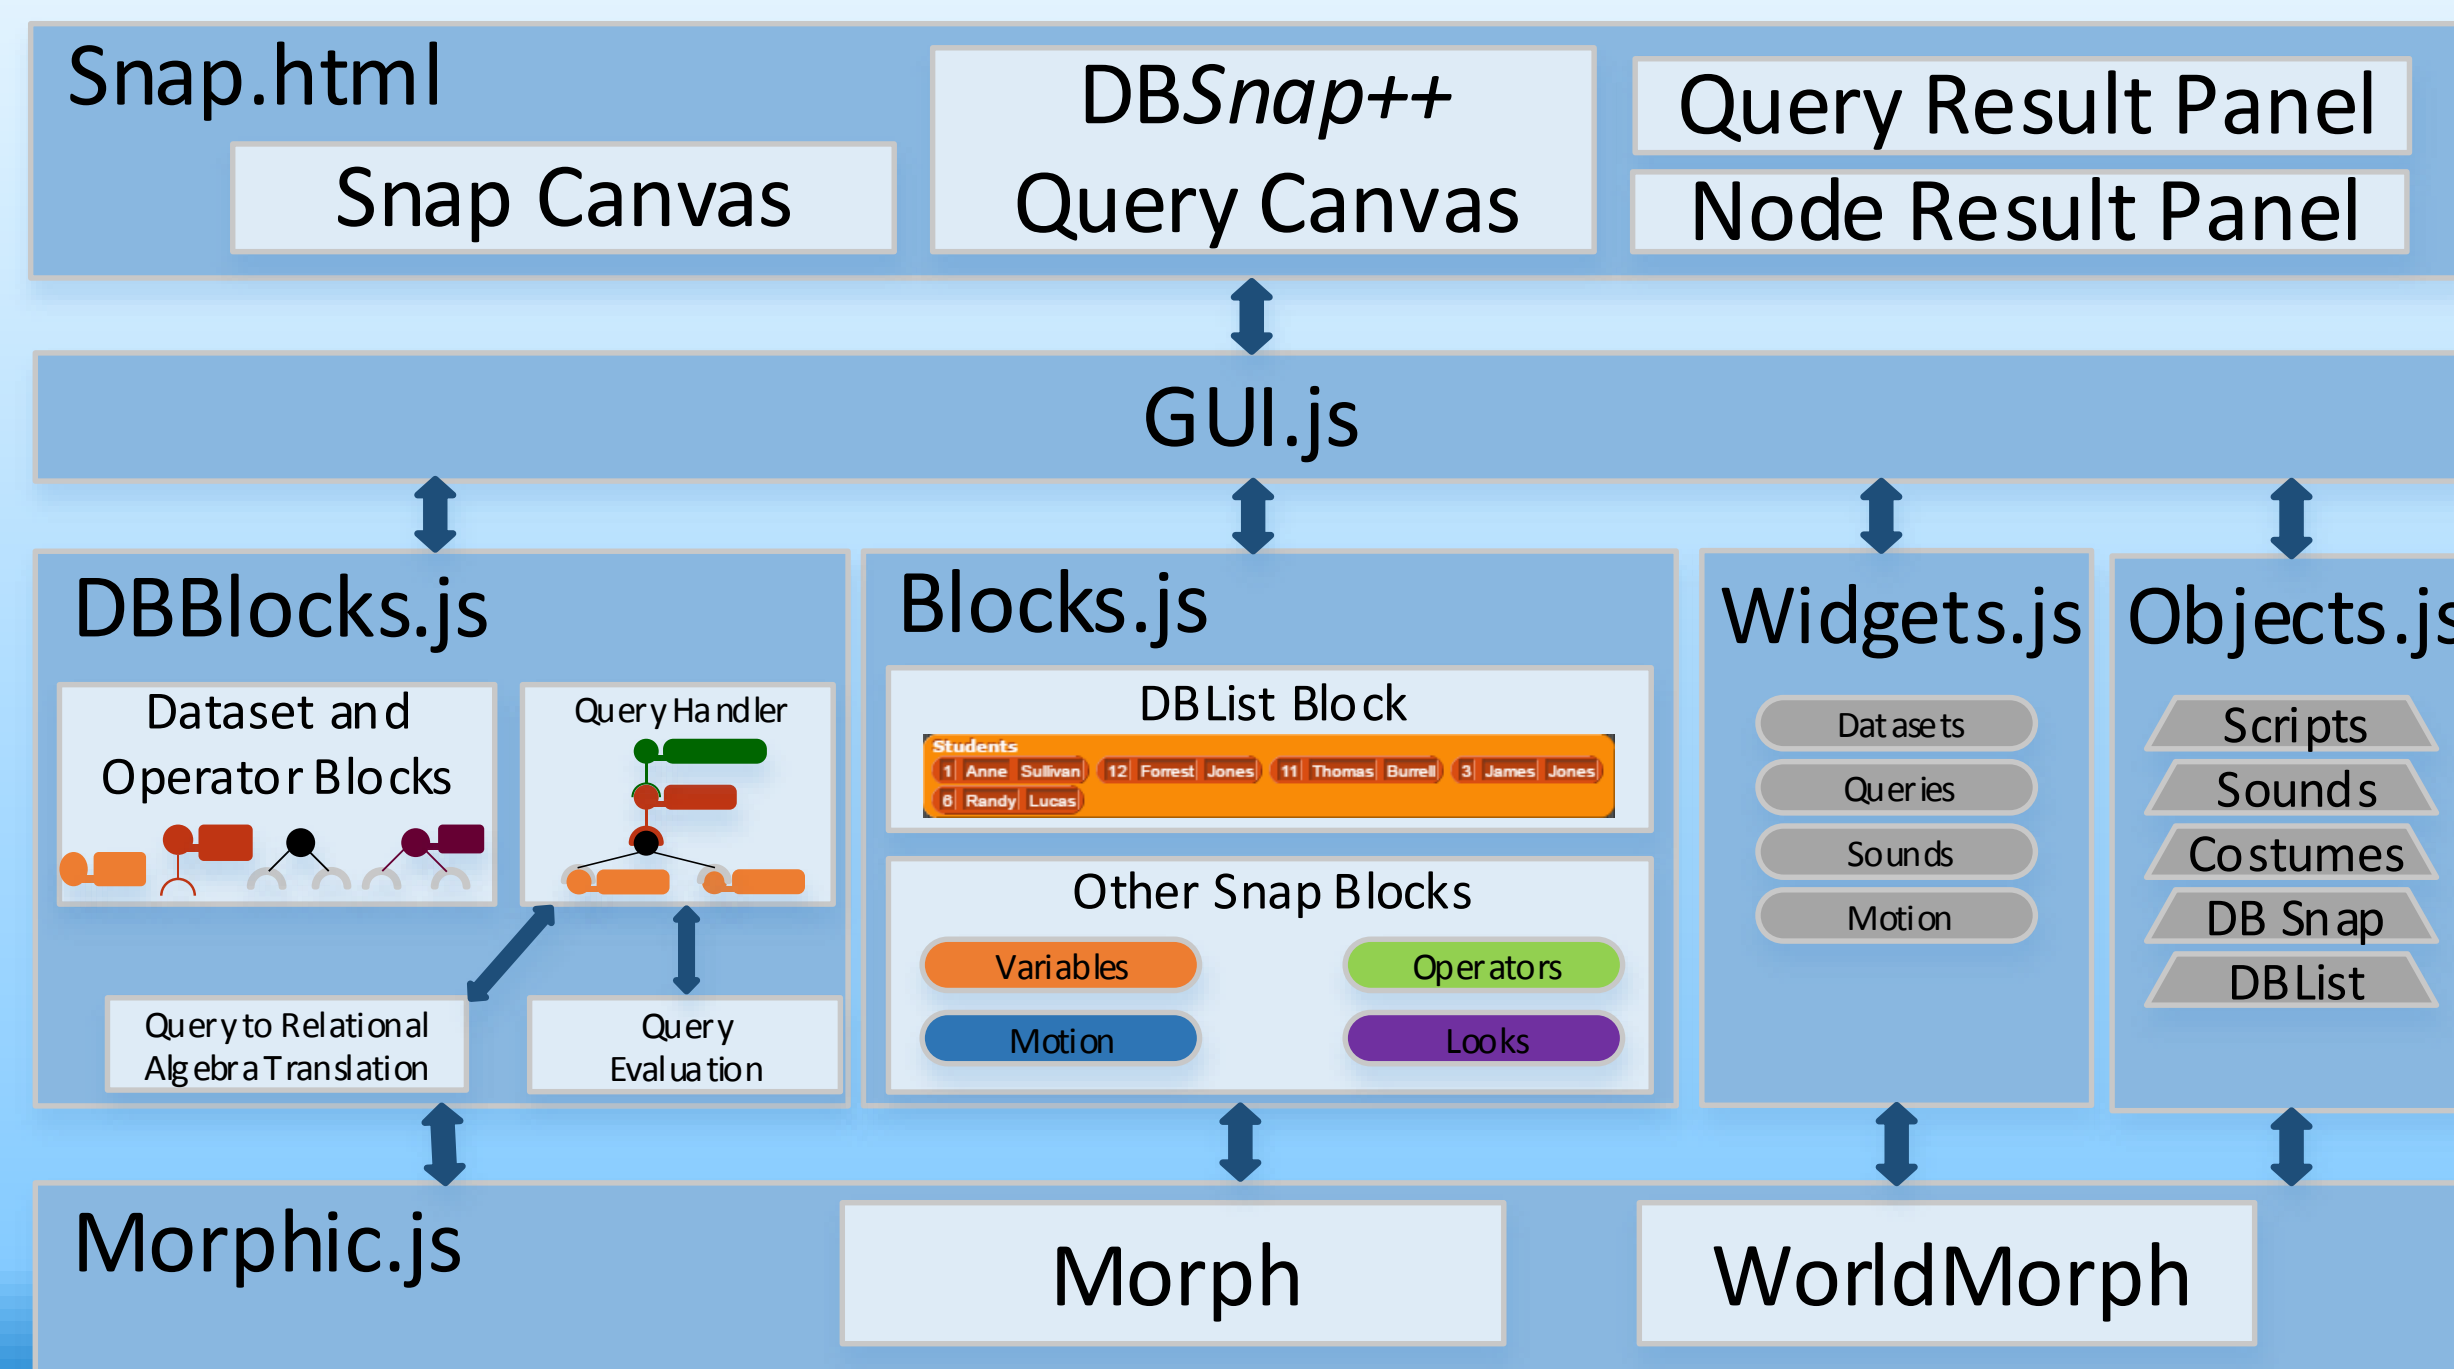 Snap.html
Snap Canvas
DBSnap++
Query Canvas
Query Result Panel
Node Result Panel
GUI.js
DBBlocks.js
Dataset and
Operator Blocks
Query Handler
Query to Relational
Algebra Translation
Query
Evaluation
Blocks.js
DBList Block
Students
1 Anne Sullivan 12 Forrest Jones 11 Thomas Burrell 3 James Jones
6 Randy Lucas
Other Snap Blocks
Variables
Operators
Motion
Looks
Widgets.js
Datasets
Queries
Sounds
Motion
Objects.js
Scripts
Sounds
Costumes
DB Snap
DBList
Morphic.js
Morph
WorldMorph